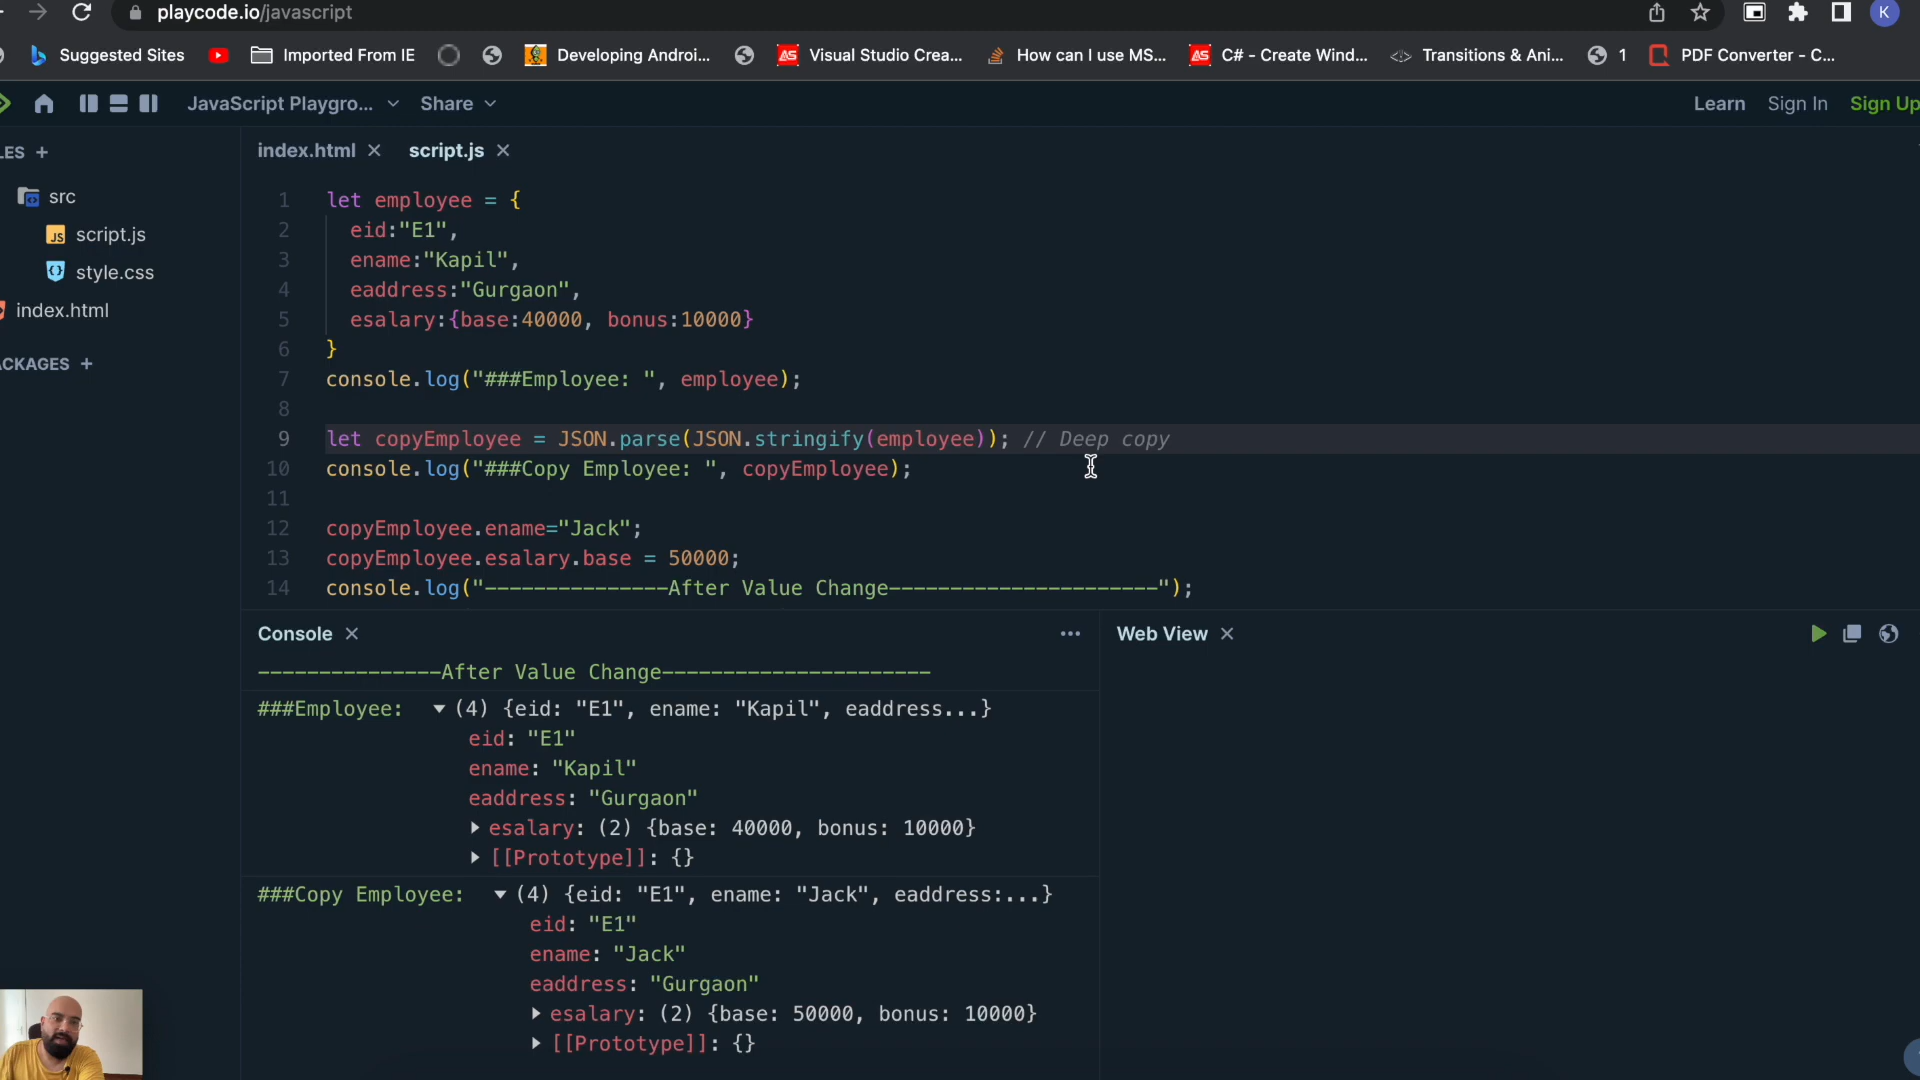 playcode.io/javascript
K
Suggested Sites
Imported From IE
Developing Androi...
Visual Studio Crea...
How can I use MS...
C# - Create Wind...
Transitions & Ani...
1
PDF Converter - C...
JavaScript Playgro...
Share
Learn
Sign In
Sign Up
LES +
index.html
script.js
src
JS script.js
style.css
index.html
ACKAGES +
1 let employee = {
2 eid:"E1",
3 ename:"Kapil",
4 eaddress:"Gurgaon",
5 esalary:{base:40000, bonus:10000}
6 }
7 console.log("###Employee: ", employee);
8
9 let copyEmployee = JSON.parse(JSON.stringify(employee)); // Deep copy
10 console.log("###Copy Employee: ", copyEmployee);
11
12 copyEmployee.ename="Jack";
13 copyEmployee.esalary.base = 50000;
14 console.log("---------------After Value Change----------------------");
Console
Web View
---------------After Value Change----------------------
###Employee: (4) {eid: "E1", ename: "Kapil", eaddress...}
eid: "E1"
ename: "Kapil"
eaddress: "Gurgaon"
esalary: (2) {base: 40000, bonus: 10000}
[[Prototype]]: {}
###Copy Employee: (4) {eid: "E1", ename: "Jack", eaddress:...}
eid: "E1"
ename: "Jack"
eaddress: "Gurgaon"
esalary: (2) {base: 50000, bonus: 10000}
[[Prototype]]: {}